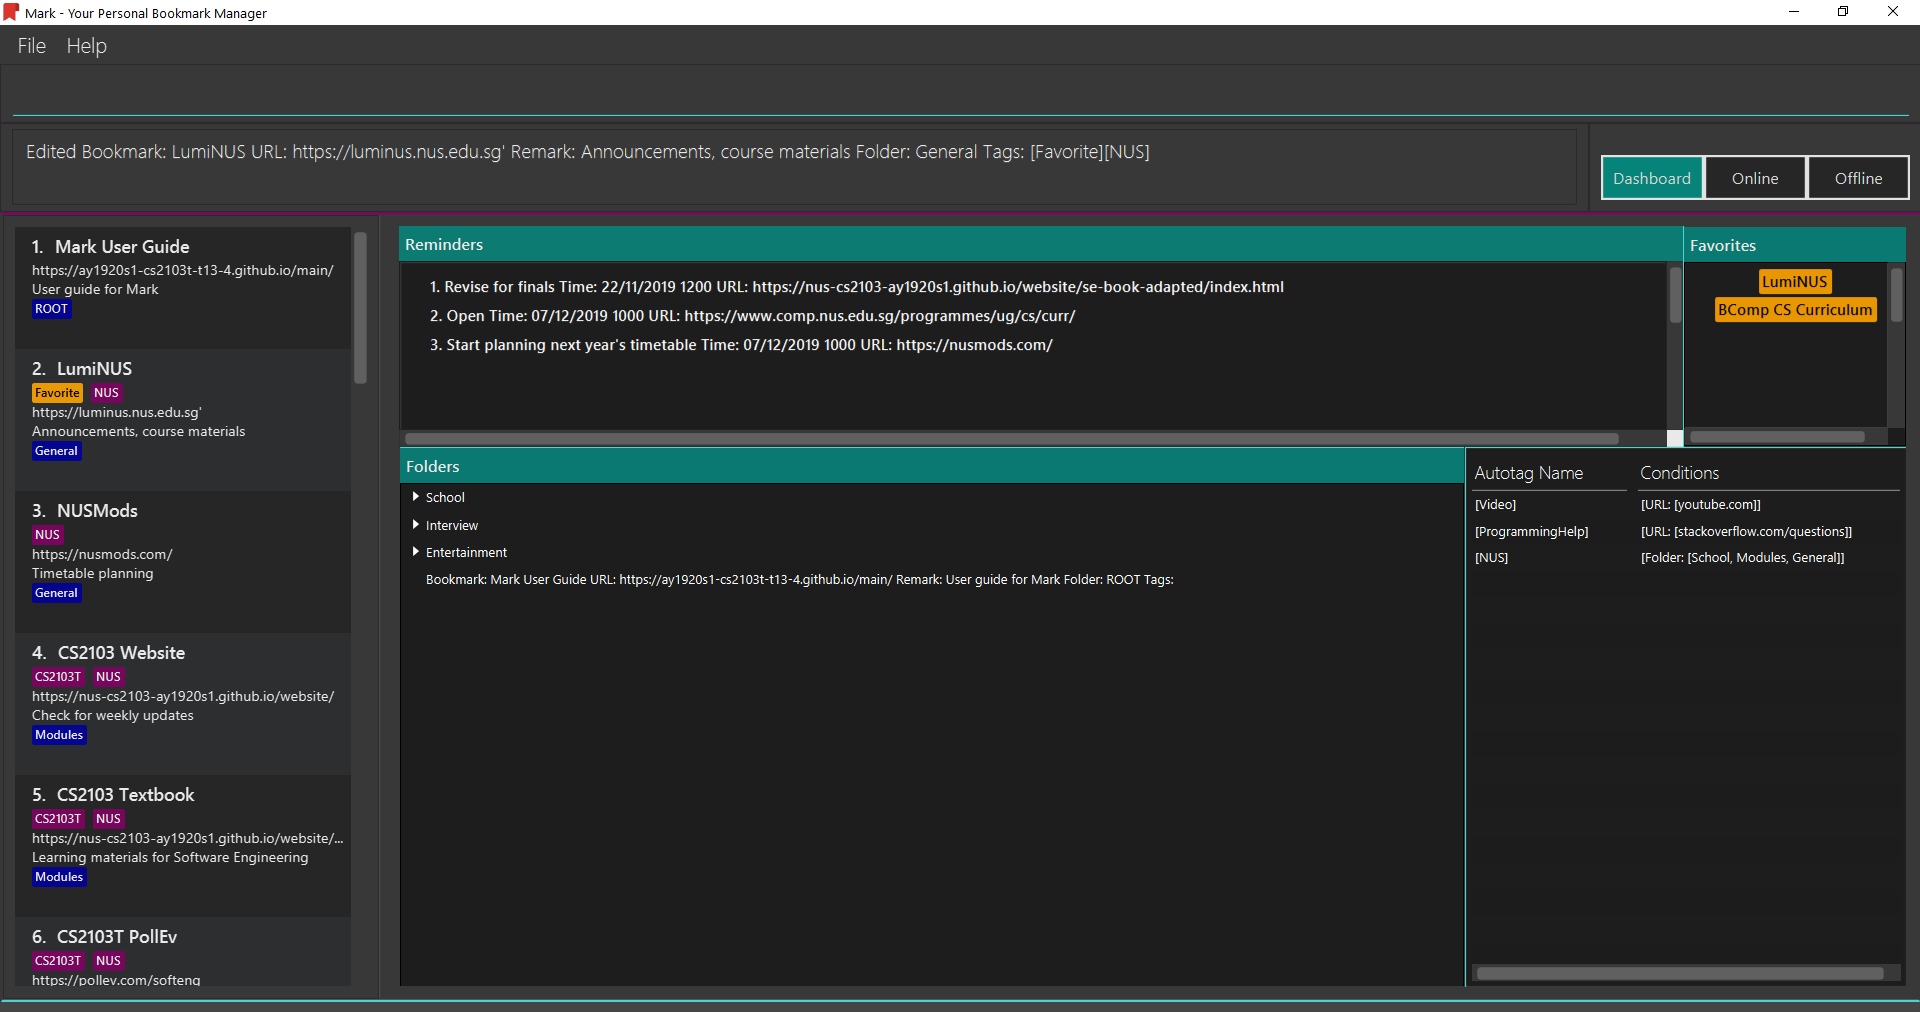 Mark - Your Personal Bookmark Manager
File Help
Edited Bookmark: LumiNUS URL: https://luminus.nus.edu.sg' Remark: Announcements, course materials Folder: General Tags: [Favorite][NUS]
Dashboard Online Offline
1. Mark User Guide
https://ay1920s1-cs2103t-t13-4.github.io/main/
User guide for Mark
ROOT
2. LumiNUS
Favorite NUS
https://luminus.nus.edu.sg'
Announcements, course materials
General
3. NUSMods
NUS
https://nusmods.com/
Timetable planning
General
4. CS2103 Website
CS2103T NUS
https://nus-cs2103-ay1920s1.github.io/website/
Check for weekly updates
Modules
5. CS2103 Textbook
CS2103T NUS
https://nus-cs2103-ay1920s1.github.io/website/...
Learning materials for Software Engineering
Modules
6. CS2103T PollEv
CS2103T NUS
https://pollev.com/softeng
Reminders
1. Revise for finals Time: 22/11/2019 1200 URL: https://nus-cs2103-ay1920s1.github.io/website/se-book-adapted/index.html
2. Open Time: 07/12/2019 1000 URL: https://www.comp.nus.edu.sg/programmes/ug/cs/curr/
3. Start planning next year's timetable Time: 07/12/2019 1000 URL: https://nusmods.com/
Favorites
LumiNUS
BComp CS Curriculum
Folders
School
Interview
Entertainment
Bookmark: Mark User Guide URL: https://ay1920s1-cs2103t-t13-4.github.io/main/ Remark: User guide for Mark Folder: ROOT Tags:
Autotag Name Conditions
[Video] [URL: [youtube.com]]
[ProgrammingHelp] [URL: [stackoverflow.com/questions]]
[NUS] [Folder: [School, Modules, General]]